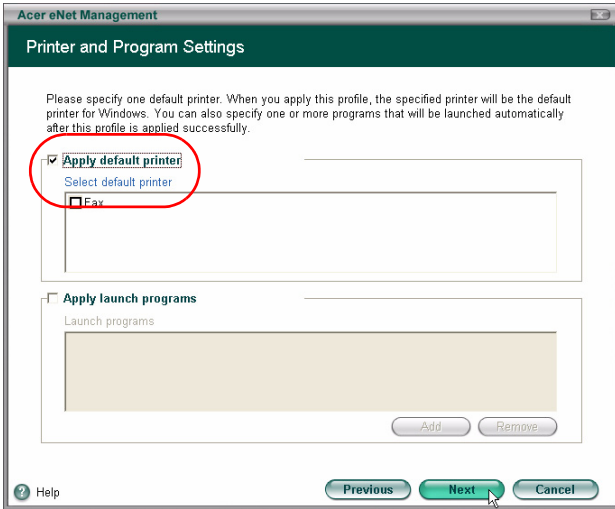 Acer eNet Management
Printer and Program Settings
Please specify one default printer. When you apply this profile, the specified printer will be the default
printer for Windows. You can also specify one or more programs that will be launched automatically
after this profile is applied successfully.
Apply default printer
Select default printer
Fax
Apply launch programs
Launch programs
Add
Remove
Help
Previous
Next
Cancel